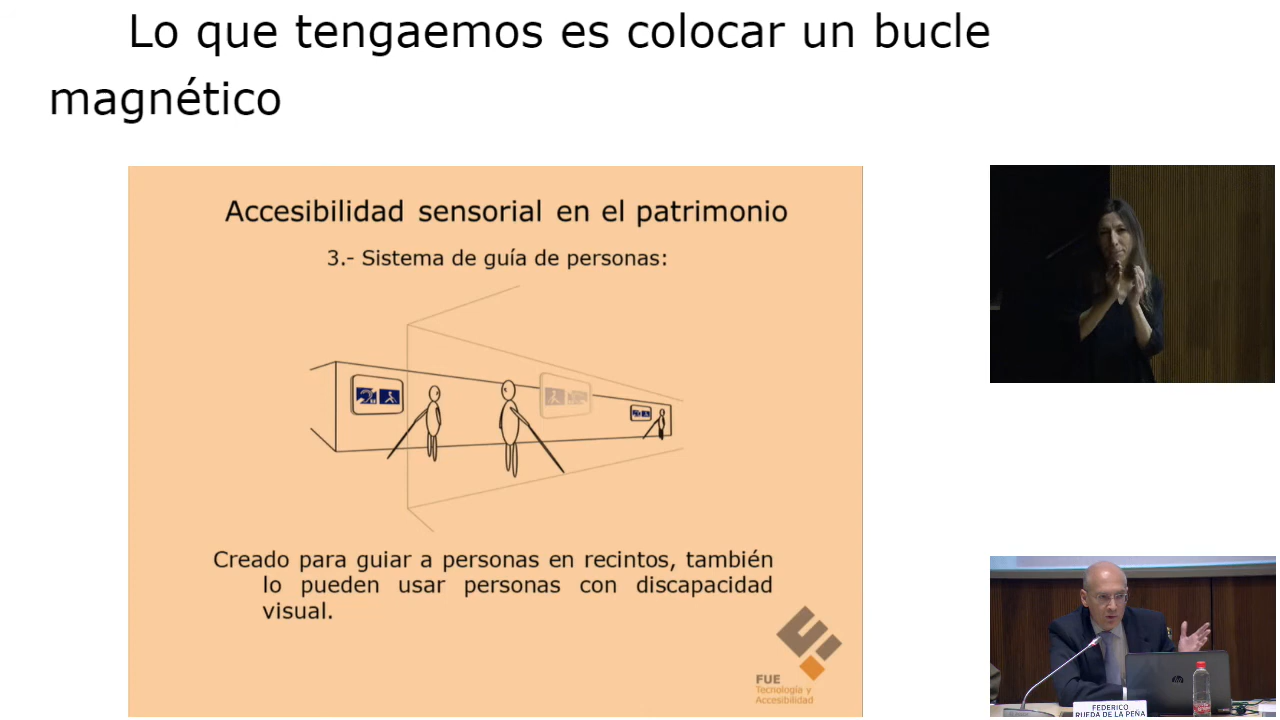 Lo que tengaemos es colocar un bucle
magnético
Accesibilidad sensorial en el patrimonio
3.- Sistema de guía de personas:
Creado para guiar a personas en recintos, también
lo pueden usar personas con discapacidad
visual.
FUE
Tecnología y
Accesibilidad
FEDERICO
RUEDA DE LA PEÑA